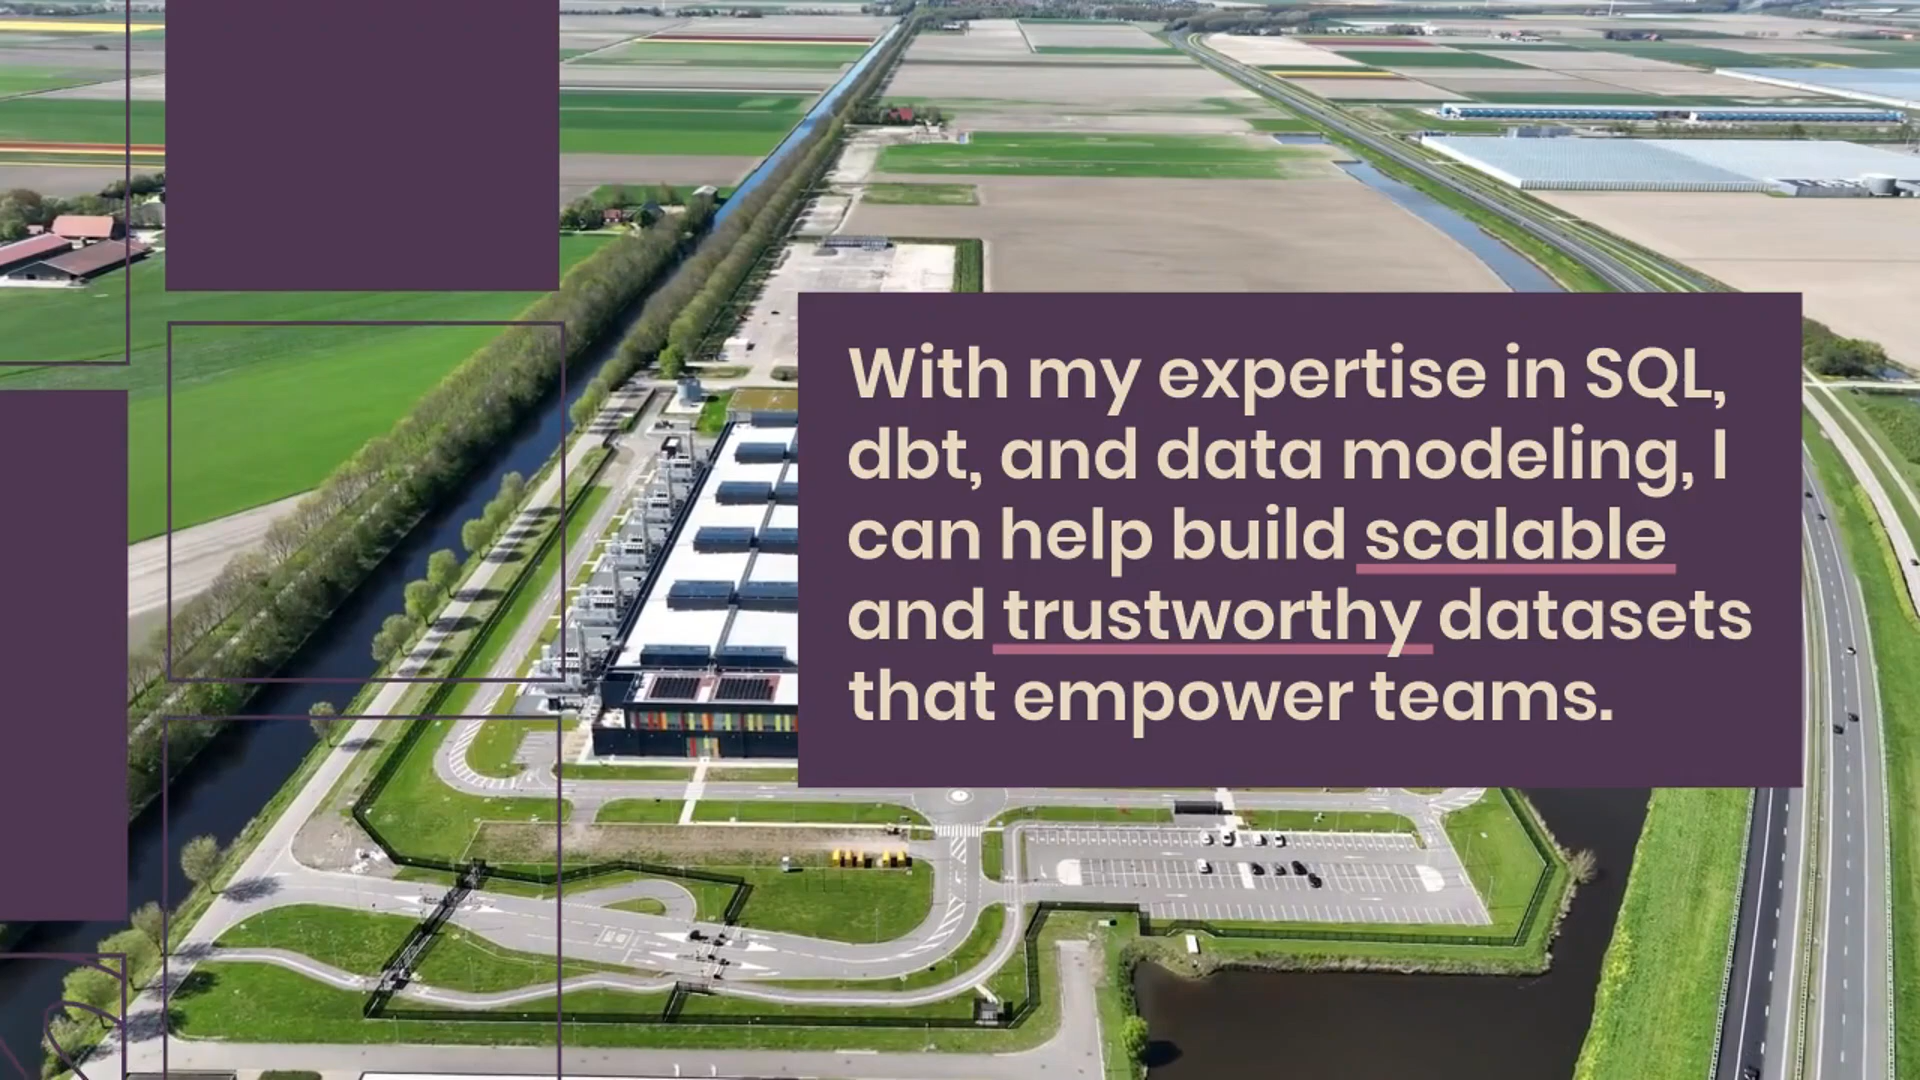 With my expertise in SQL,
dbt, and data modeling, I
can help build scalable
and trustworthy datasets
that empower teams.